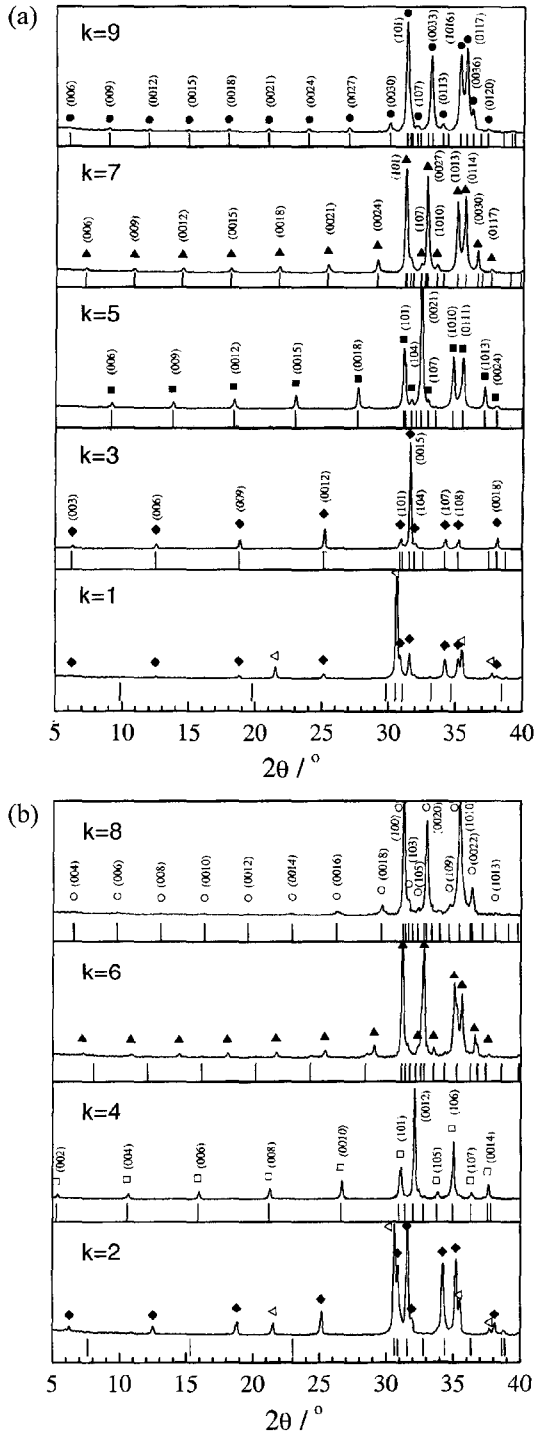 (a)
k=9
(006) (009) (0012) (0015) (0018) (0021) (0024) (0027) (0030) (101) (107) (0033) (0113) (1016) (0117) (0036) (0120)
k=7
(006) (009) (0012) (0015) (0018) (0021) (0024) (101) (107) (0027) (1010) (1013) (0114) (0030) (0117)
k=5
(006) (009) (0012) (0015) (0018) (101) (104) (0021) (107) (1010) (0111) (1013) (0024)
k=3
(003) (006) (009) (0012) (101) (0015) (104) (107) (108) (0018)
k=1
5 10 15 20 25 30 35 40
2θ / °
(b)
k=8
(004) (006) (008) (0010) (0012) (0014) (0016) (0018) (100) (103) (105) (0020) (109) (1010) (0022) (1013)
k=6
k=4
(002) (004) (006) (008) (0010) (101) (0012) (105) (106) (107) (0014)
k=2
5 10 15 20 25 30 35 40
2θ / °